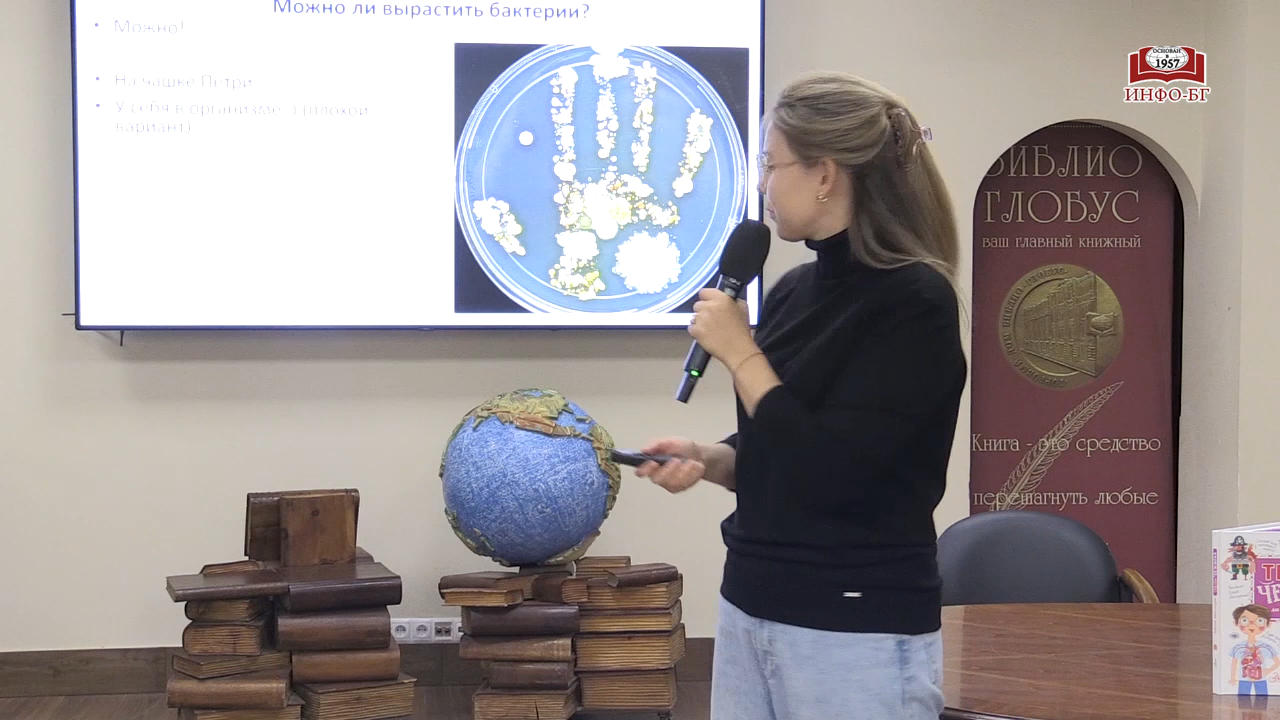 Можно ли вырастить бактерии?
Можно!
На чашке Петри
У себя в организме :) (плохой
вариант)
ОСНОВАН
В
1957
ИНФО-БГ
БИБЛИО
ГЛОБУС
ваш главный книжный
Книга - это средство
перешагнуть любые